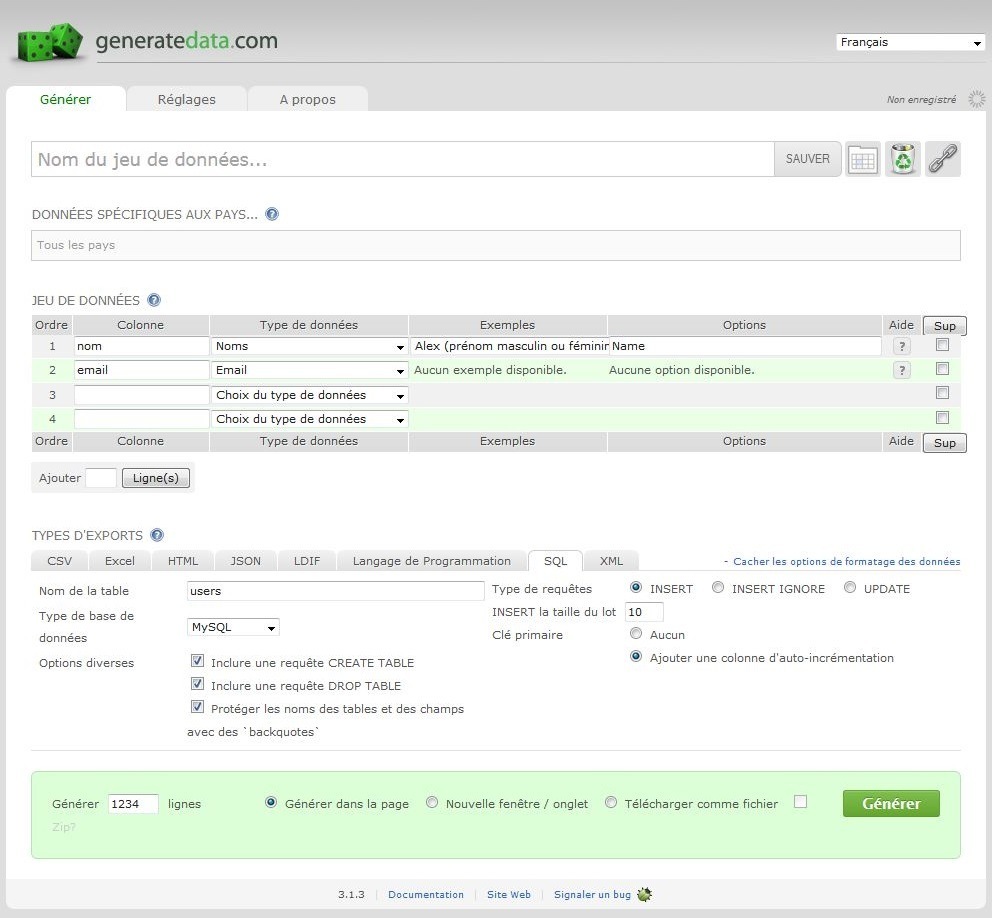 generatedata.com
Français
Générer Réglages A propos
Non enregistré
Nom du jeu de données...
SAUVER
DONNÉES SPÉCIFIQUES AUX PAYS... ?
Tous les pays
JEU DE DONNÉES ?
Ordre Colonne Type de données Exemples Options Aide Sup
1 nom Noms Alex (prénom masculin ou féminin Name ?
2 email Email Aucun exemple disponible. Aucune option disponible. ?
3 Choix du type de données
4 Choix du type de données
Ordre Colonne Type de données Exemples Options Aide Sup
Ajouter Ligne(s)
TYPES D'EXPORTS ?
CSV Excel HTML JSON LDIF Langage de Programmation SQL XML - Cacher les options de formatage des données
Nom de la table users Type de requêtes INSERT INSERT IGNORE UPDATE
Type de base de INSERT la taille du lot 10
données MySQL Clé primaire Aucun
Options diverses Inclure une requête CREATE TABLE Ajouter une colonne d'auto-incrémentation
Inclure une requête DROP TABLE
Protéger les noms des tables et des champs
avec des `backquotes`
Générer 1234 lignes Générer dans la page Nouvelle fenêtre / onglet Télécharger comme fichier Générer
Zip?
3.1.3 Documentation Site Web Signaler un bug